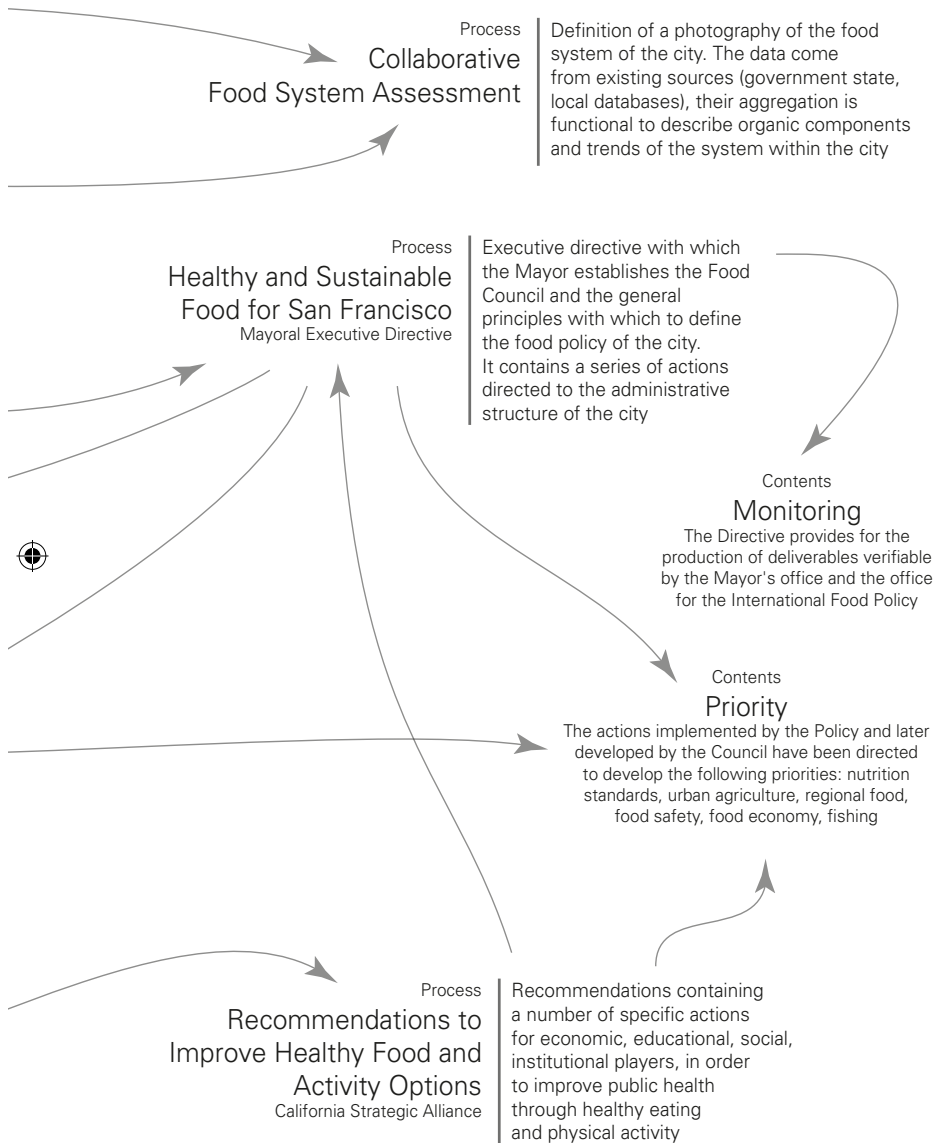 Process
Collaborative
Food System Assessment
Definition of a photography of the food
system of the city. The data come
from existing sources (government state,
local databases), their aggregation is
functional to describe organic components
and trends of the system within the city
Process
Healthy and Sustainable
Food for San Francisco
Mayoral Executive Directive
Executive directive with which
the Mayor establishes the Food
Council and the general
principles with which to define
the food policy of the city.
It contains a series of actions
directed to the administrative
structure of the city
Contents
Monitoring
The Directive provides for the
production of deliverables verifiable
by the Mayor's office and the office
for the International Food Policy
Contents
Priority
The actions implemented by the Policy and later
developed by the Council have been directed
to develop the following priorities: nutrition
standards, urban agriculture, regional food,
food safety, food economy, fishing
Process
Recommendations to
Improve Healthy Food and
Activity Options
California Strategic Alliance
Recommendations containing
a number of specific actions
for economic, educational, social,
institutional players, in order
to improve public health
through healthy eating
and physical activity